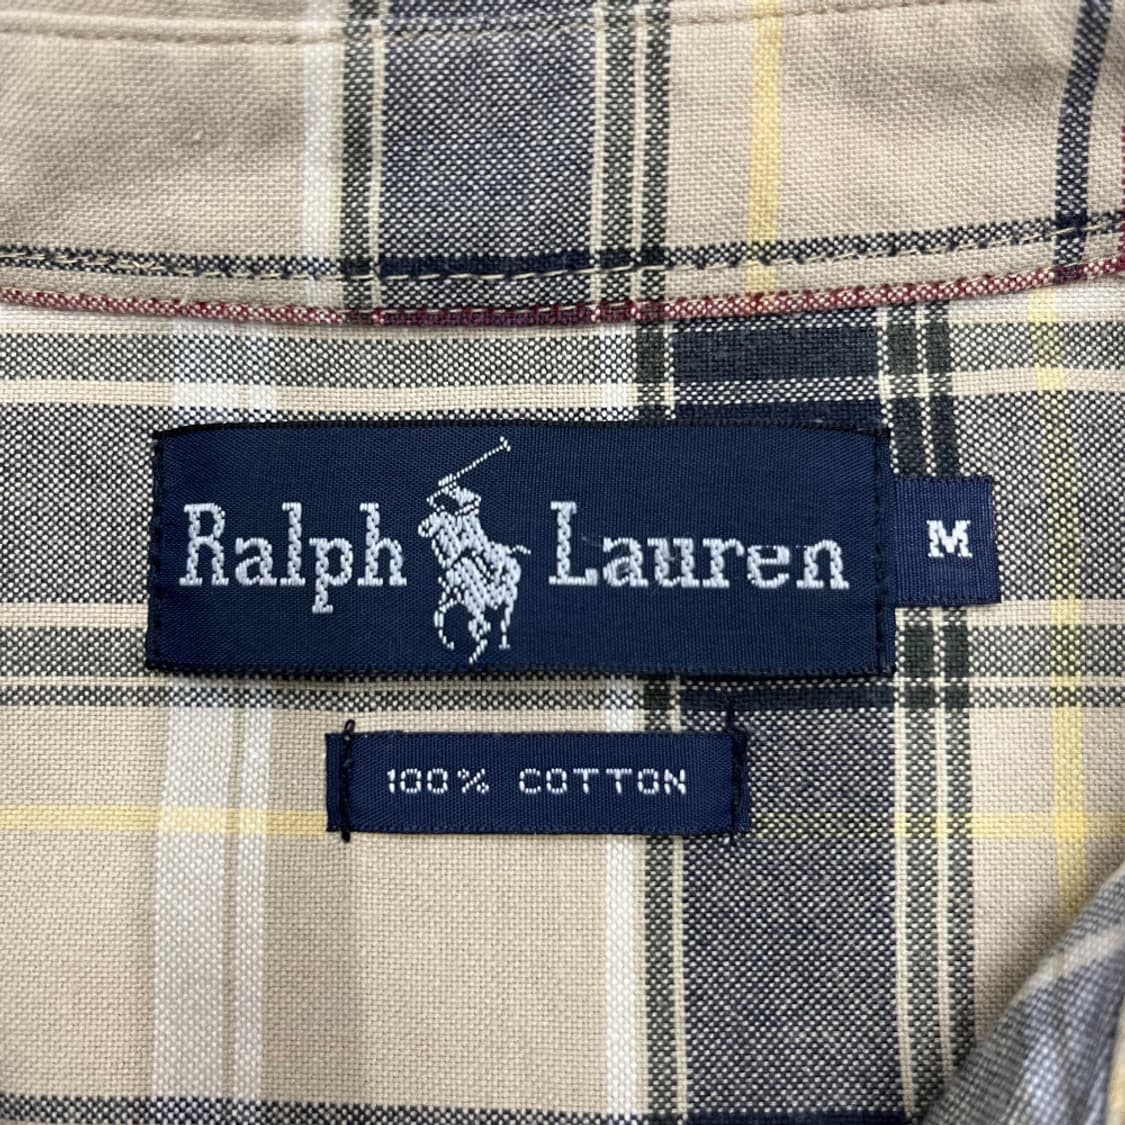 Ralph Lauren
M
100% COTTON